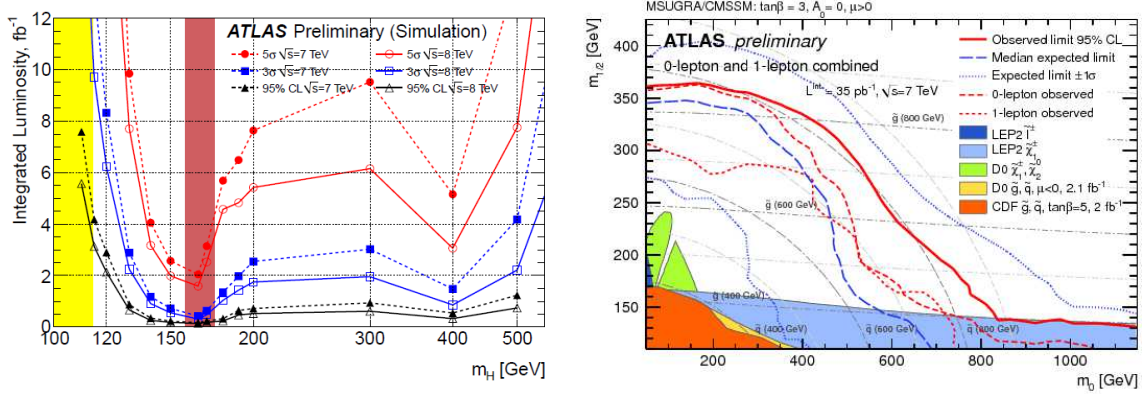 ATLAS Preliminary (Simulation)
5σ √s=7 TeV
5σ √s=8 TeV
3σ √s=7 TeV
3σ √s=8 TeV
95% CL √s=7 TeV
95% CL √s=8 TeV
Integrated Luminosity, fb⁻¹
12
10
8
6
4
2
0
100
120
150
200
300
400
500
m_H [GeV]
MSUGRA/CMSSM: tanβ = 3, A₀ = 0, μ>0
ATLAS preliminary
0-lepton and 1-lepton combined
L^int = 35 pb⁻¹, √s=7 TeV
Observed limit 95% CL
Median expected limit
Expected limit ±1σ
0-lepton observed
1-lepton observed
LEP2 l̃±
LEP2 χ̃₁±
D0 χ̃₁±, χ̃₂⁰
D0 g̃, q̃, μ<0, 2.1 fb⁻¹
CDF g̃, q̃, tanβ=5, 2 fb⁻¹
g̃ (800 GeV)
g̃ (600 GeV)
g̃ (400 GeV)
q̃ (400 GeV)
q̃ (600 GeV)
q̃ (800 GeV)
m₁/₂ [GeV]
400
350
300
250
200
150
200
400
600
800
1000
m₀ [GeV]